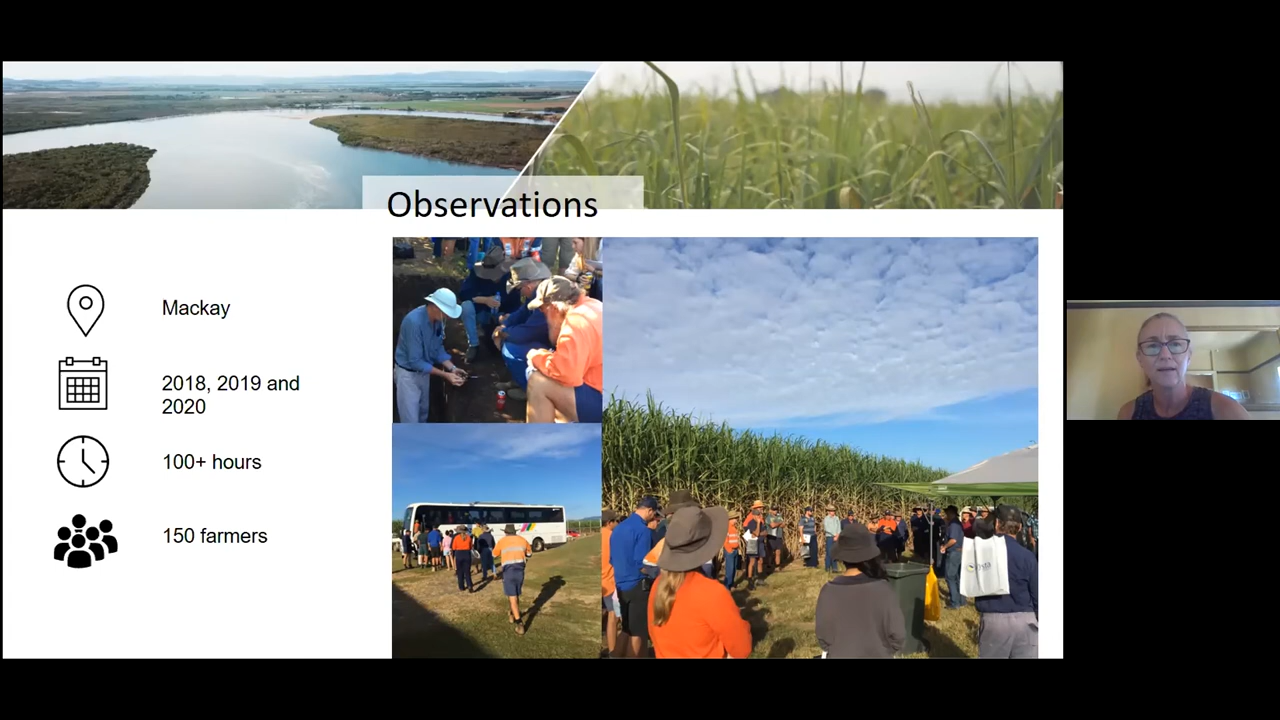 Observations
Mackay
2018, 2019 and
2020
100+ hours
150 farmers